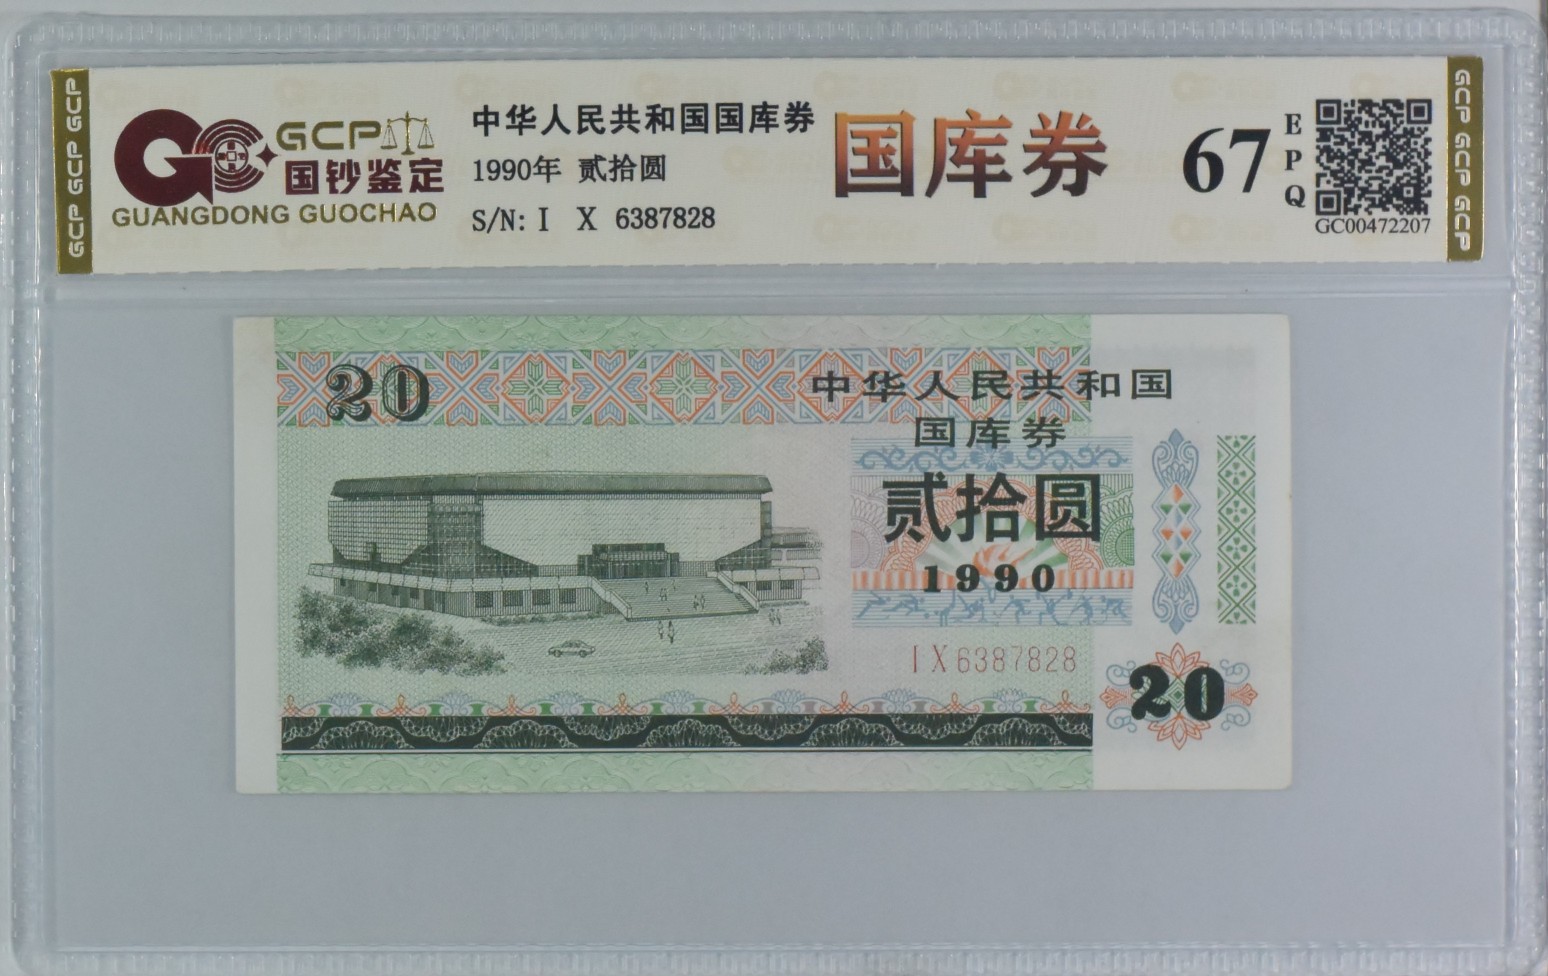 GCP GCP GCP
GCP
国钞鉴定
GUANGDONG GUOCHAO
中华人民共和国国库券
1990年 贰拾圆
S/N: I X 6387828
国库券
67
EPQ
GC00472207
GCP GCP GCP
20
中华人民共和国
国库券
贰拾圆
1990
IX6387828
20